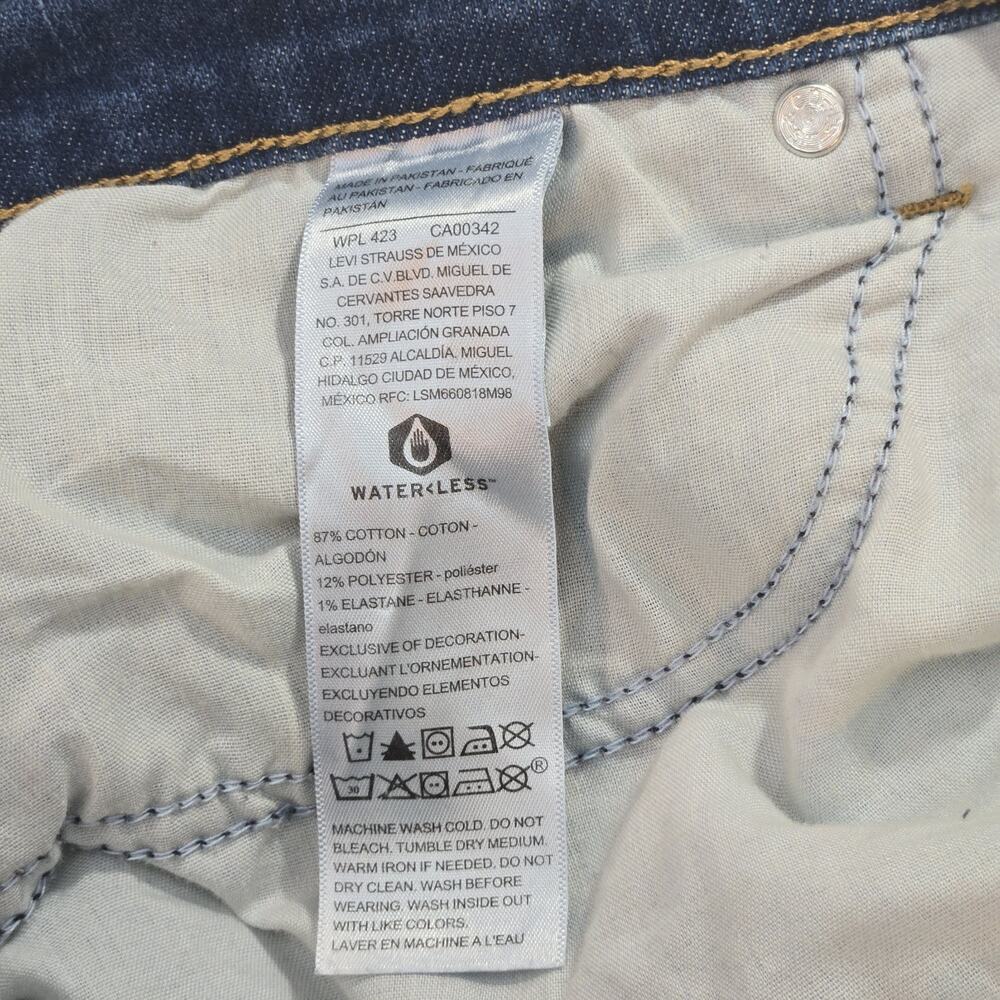 MADE IN PAKISTAN - FABRIQUÉ
AU PAKISTAN - FABRICADO EN
PAKISTÁN
WPL 423 CA00342
LEVI STRAUSS DE MÉXICO
S.A. DE C.V.BLVD. MIGUEL DE
CERVANTES SAAVEDRA
NO. 301, TORRE NORTE PISO 7
COL. AMPLIACIÓN GRANADA
C.P. 11529 ALCALDÍA. MIGUEL
HIDALGO CIUDAD DE MÉXICO,
MÉXICO RFC: LSM660818M98
WATER<LESS™
87% COTTON - COTON -
ALGODÓN
12% POLYESTER - poliéster
1% ELASTANE - ELASTHANNE -
elastano
EXCLUSIVE OF DECORATION-
EXCLUANT L'ORNEMENTATION-
EXCLUYENDO ELEMENTOS
DECORATIVOS
30 ®
MACHINE WASH COLD. DO NOT
BLEACH. TUMBLE DRY MEDIUM.
WARM IRON IF NEEDED. DO NOT
DRY CLEAN. WASH BEFORE
WEARING. WASH INSIDE OUT
WITH LIKE COLORS.
LAVER EN MACHINE A L'EAU